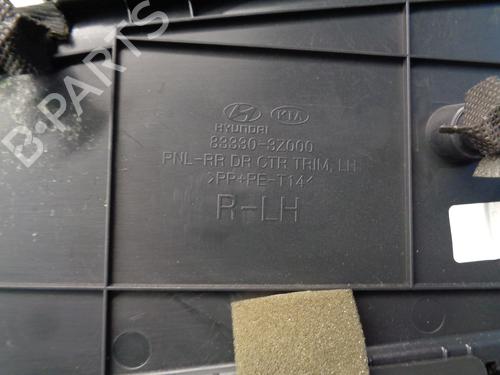 KIA
HYUNDAI
83330-3Z000
PNL-RR DR CTR TRIM, LH
>PP+PE-T14<
R-LH
B-PARTS